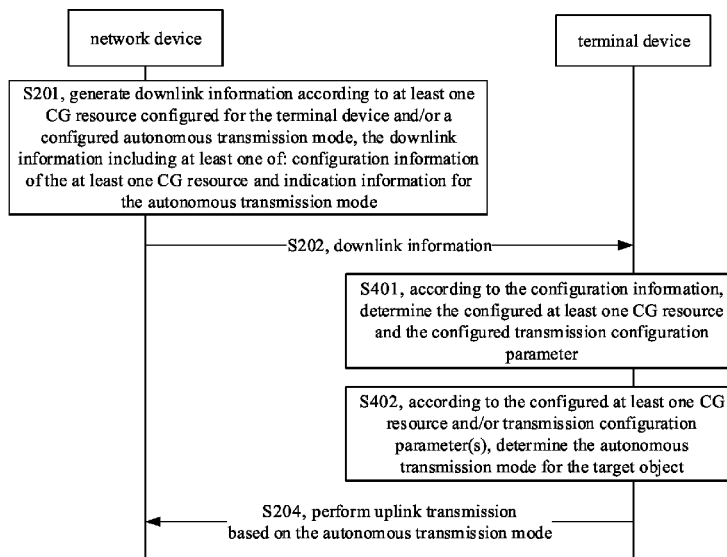 network device
terminal device
S201, generate downlink information according to at least one
CG resource configured for the terminal device and/or a
configured autonomous transmission mode, the downlink
information including at least one of: configuration information
of the at least one CG resource and indication information for
the autonomous transmission mode
S202, downlink information
S401, according to the configuration information,
determine the configured at least one CG resource
and the configured transmission configuration
parameter
S402, according to the configured at least one CG
resource and/or transmission configuration
parameter(s), determine the autonomous
transmission mode for the target object
S204, perform uplink transmission
based on the autonomous transmission mode